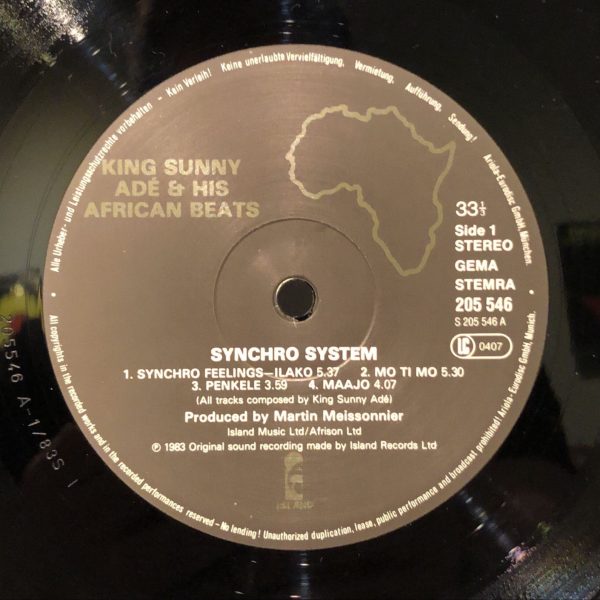 Alle Urheber- und Leistungsschutzrechte vorbehalten - Kein Verleih! Keine unerlaubte Vervielfältigung, Vermietung, Aufführung, Sendung! Ariola-Eurodisc GmbH, München.
KING SUNNY
ADÉ & HIS
AFRICAN BEATS
33⅓
Side 1
STEREO
GEMA
STEMRA
205 546
S 205 546 A
LC 0407
SYNCHRO SYSTEM
1. SYNCHRO FEELINGS–ILAKO 5.37 2. MO TI MO 5.30
3. PENKELE 3.59 4. MAAJO 4.07
(All tracks composed by King Sunny Adé)
Produced by Martin Meissonnier
Island Music Ltd/Afrison Ltd
℗ 1983 Original sound recording made by Island Records Ltd
ISLAND
All copyrights in the recorded works and in the recorded performances reserved - No lending! Unauthorized duplication, lease, public performance and broadcast prohibited! Ariola-Eurodisc GmbH, Munich.
205546 A-1/83S 1